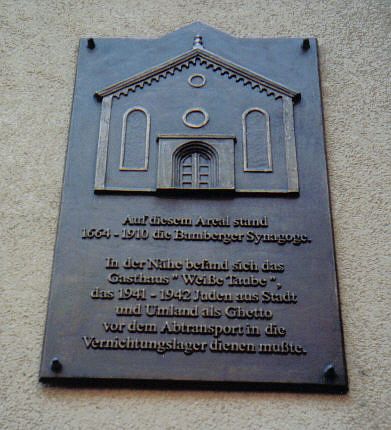 Auf diesem Areal stand
1664 - 1910 die Bamberger Synagoge.
In der Nähe befand sich das
Gasthaus " Weiße Taube ",
das 1941 - 1942 Juden aus Stadt
und Umland als Ghetto
vor dem Abtransport in die
Vernichtungslager dienen mußte.